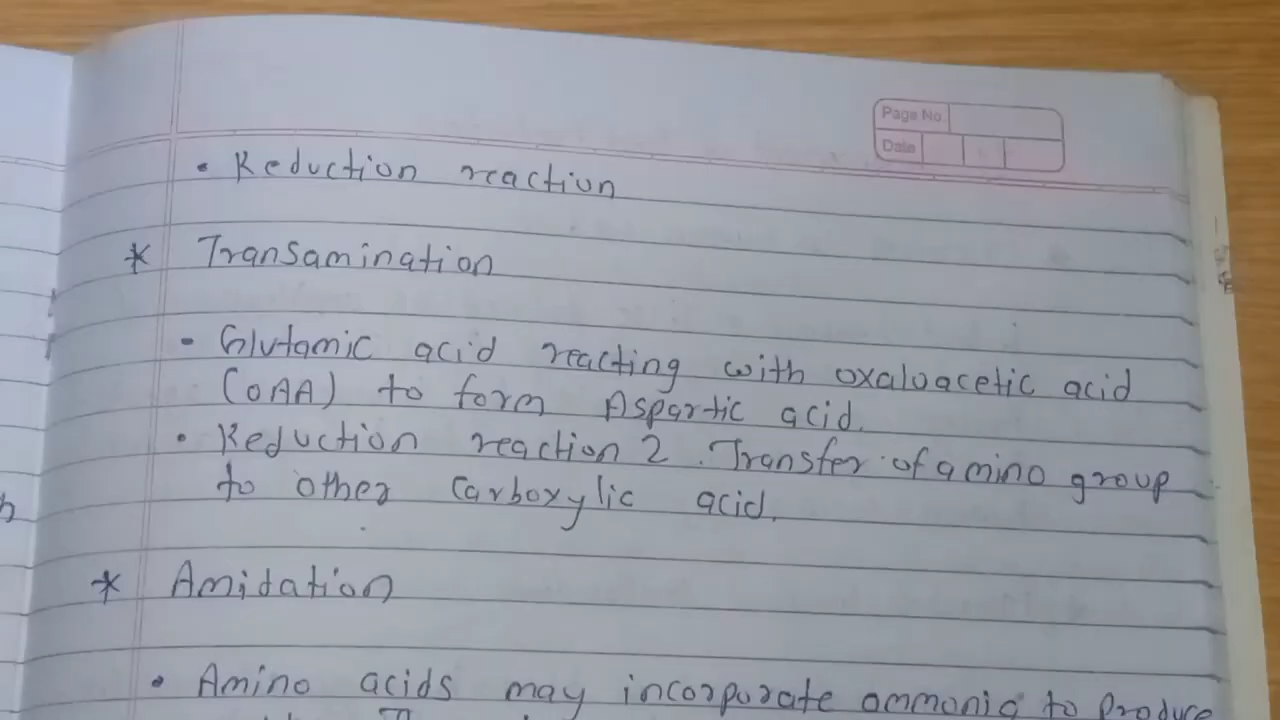 Page No
Date
• Reduction reaction
* Transamination
• Glutamic acid reacting with oxaloacetic acid
(OAA) to form Aspartic acid.
• Reduction reaction 2. Transfer of amino group
to other carboxylic acid.
* Amidation
• Amino acids may incorporate ammonia to produce